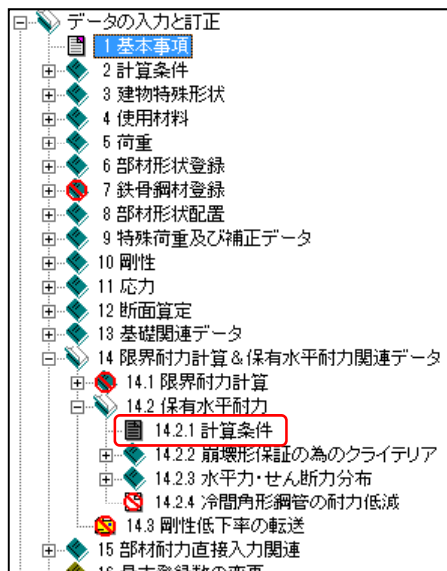 データの入力と訂正
1 基本事項
2 計算条件
3 建物特殊形状
4 使用材料
5 荷重
6 部材形状登録
7 鉄骨鋼材登録
8 部材形状配置
9 特殊荷重及び補正データ
10 剛性
11 応力
12 断面算定
13 基礎関連データ
14 限界耐力計算＆保有水平耐力関連データ
14.1 限界耐力計算
14.2 保有水平耐力
14.2.1 計算条件
14.2.2 崩壊形保証の為のクライテリア
14.2.3 水平力・せん断力分布
14.2.4 冷間角形鋼管の耐力低減
14.3 剛性低下率の転送
15 部材耐力直接入力関連